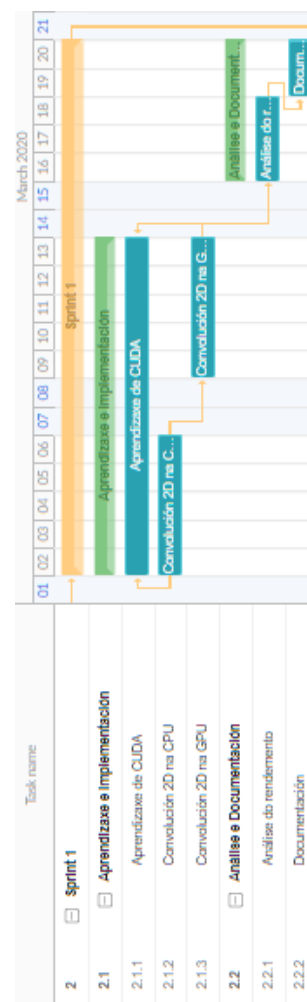 Task name
March 2020
01 02 03 04 05 06 07 08 09 10 11 12 13 14 15 16 17 18 19 20 21
2 Sprint 1
Sprint 1
2.1 Aprendizaxe e Implementación
Aprendizaxe e Implementación
2.1.1 Aprendizaxe de CUDA
Aprendizaxe de CUDA
2.1.2 Convolución 2D na CPU
Convolución 2D na C...
2.1.3 Convolución 2D na GPU
Convolución 2D na G...
2.2 Análise e Documentación
Análise e Document...
2.2.1 Análise do rendemento
Análise do r...
2.2.2 Documentación
Docum...